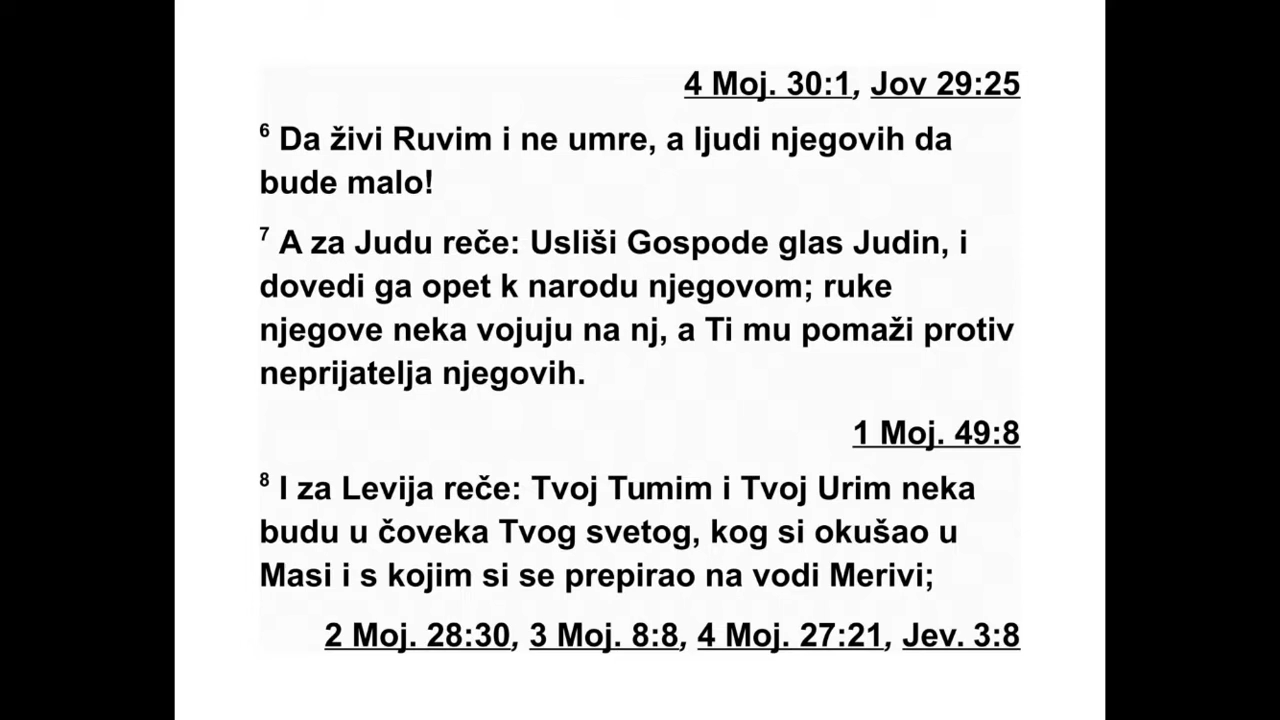 4 Moj. 30:1, Jov 29:25
6 Da živi Ruvim i ne umre, a ljudi njegovih da
bude malo!
7 A za Judu reče: Usliši Gospode glas Judin, i
dovedi ga opet k narodu njegovom; ruke
njegove neka vojuju na nj, a Ti mu pomaži protiv
neprijatelja njegovih.
1 Moj. 49:8
8 I za Levija reče: Tvoj Tumim i Tvoj Urim neka
budu u čoveka Tvog svetog, kog si okušao u
Masi i s kojim si se prepirao na vodi Merivi;
2 Moj. 28:30, 3 Moj. 8:8, 4 Moj. 27:21, Jev. 3:8